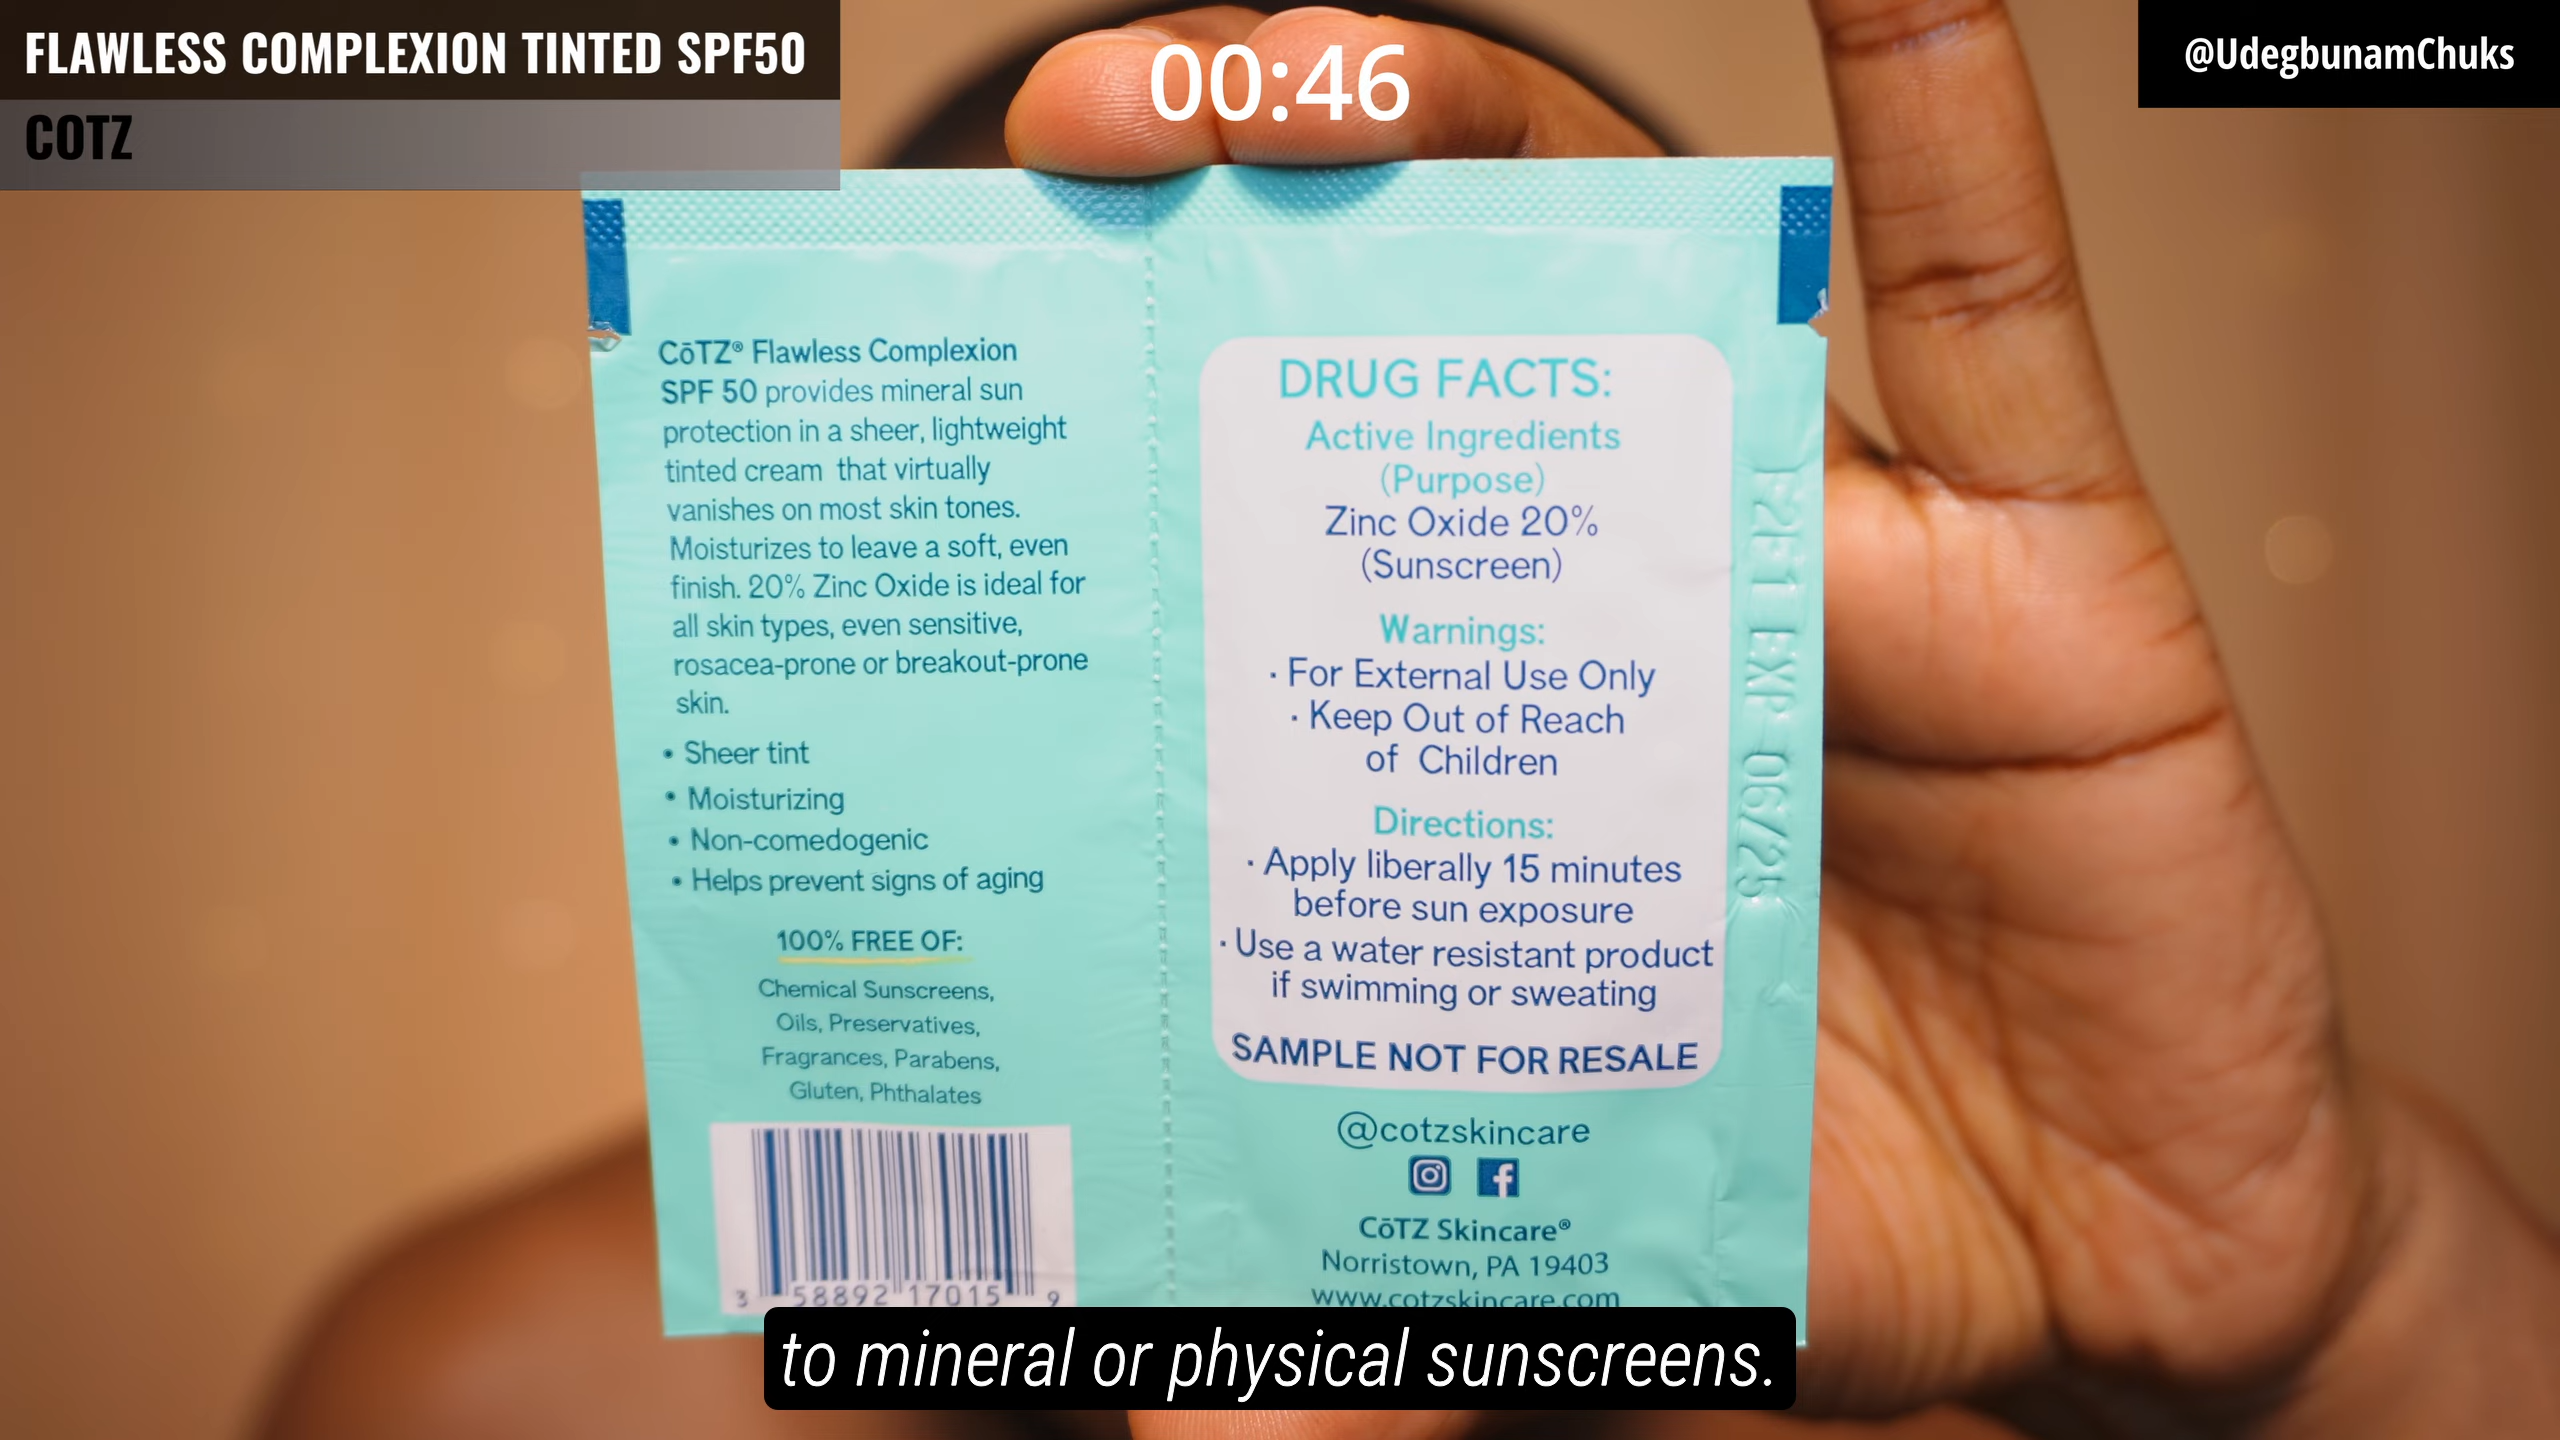 FLAWLESS COMPLEXION TINTED SPF50
COTZ
00:46
@UdegbunamChuks
CōTZ® Flawless Complexion
SPF 50 provides mineral sun
protection in a sheer, lightweight
tinted cream that virtually
vanishes on most skin tones.
Moisturizes to leave a soft, even
finish. 20% Zinc Oxide is ideal for
all skin types, even sensitive,
rosacea-prone or breakout-prone
skin.
• Sheer tint
• Moisturizing
• Non-comedogenic
• Helps prevent signs of aging
100% FREE OF:
Chemical Sunscreens,
Oils, Preservatives,
Fragrances, Parabens,
Gluten, Phthalates
3 58892 17015 9
DRUG FACTS:
Active Ingredients
(Purpose)
Zinc Oxide 20%
(Sunscreen)
Warnings:
· For External Use Only
· Keep Out of Reach
of Children
Directions:
· Apply liberally 15 minutes
before sun exposure
· Use a water resistant product
if swimming or sweating
SAMPLE NOT FOR RESALE
@cotzskincare
CōTZ Skincare®
Norristown, PA 19403
www.cotzskincare.com
EXP 06/25
to mineral or physical sunscreens.